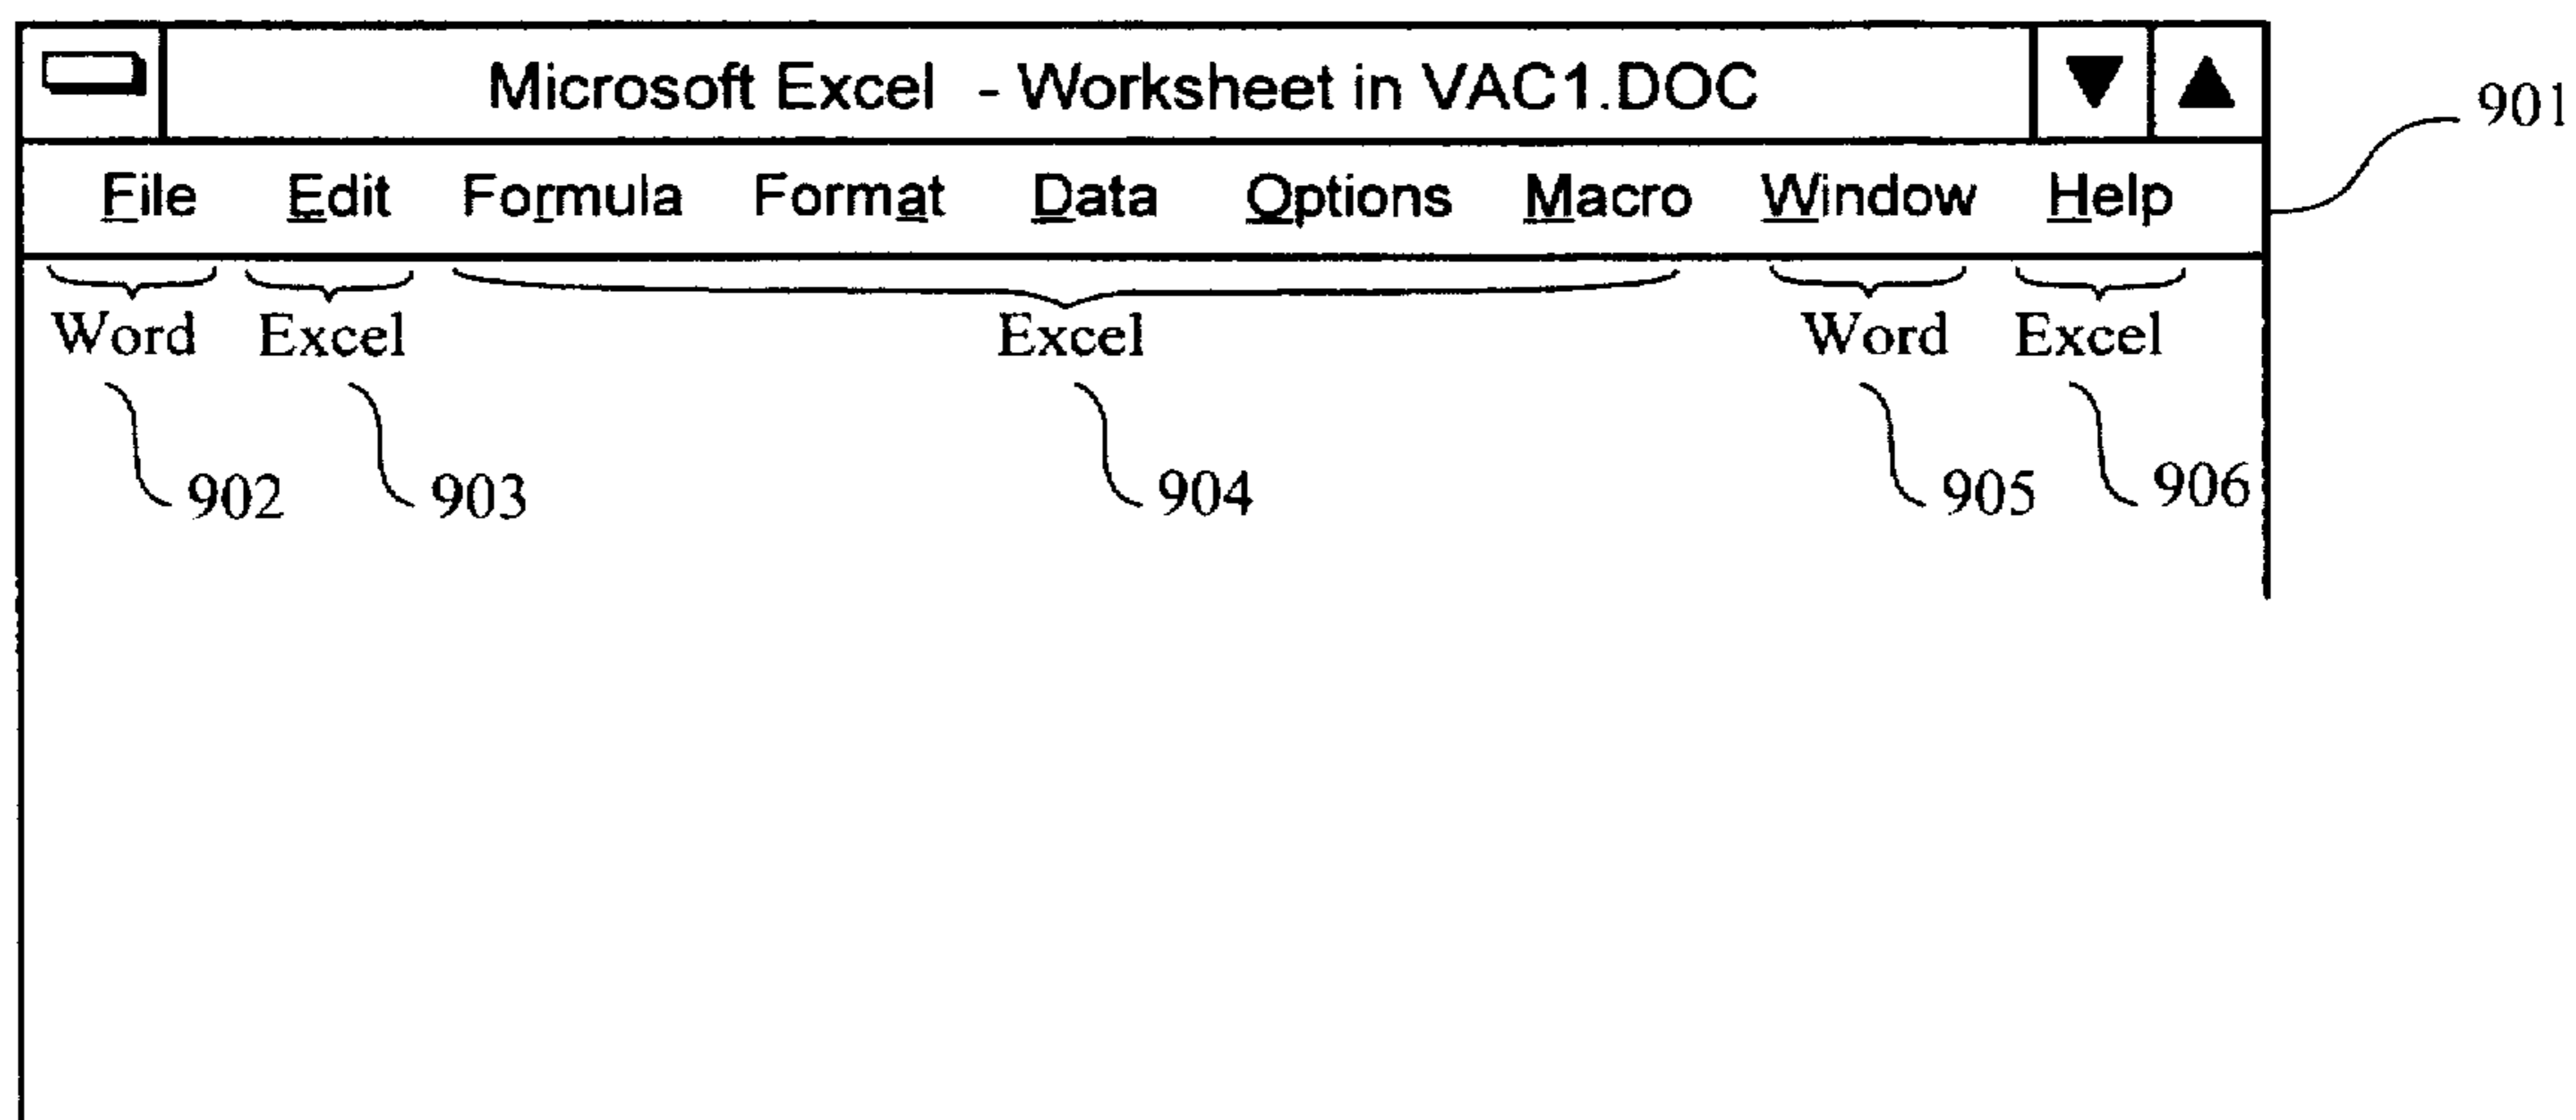 Microsoft Excel - Worksheet in VAC1.DOC
901
File Edit Formula Format Data Options Macro Window Help
Word Excel Excel Word Excel
902 903 904 905 906